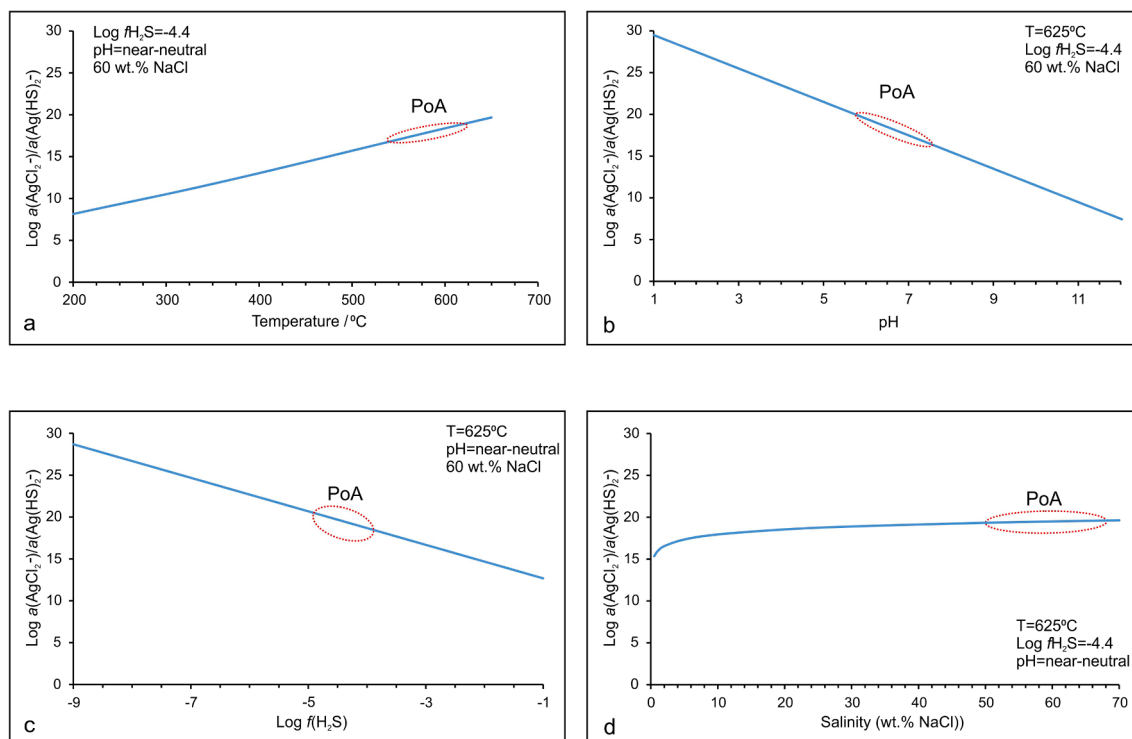 Log fH₂S=-4.4
pH=near-neutral
60 wt.% NaCl
PoA
Log a(AgCl₂-)/a(Ag(HS)₂-)
30
25
20
15
10
5
0
200 300 400 500 600 700
Temperature /ºC
a
T=625ºC
Log fH₂S=-4.4
60 wt.% NaCl
PoA
Log a(AgCl₂-)/a(Ag(HS)₂-)
30
25
20
15
10
5
0
1 3 5 7 9 11
pH
b
T=625ºC
pH=near-neutral
60 wt.% NaCl
PoA
Log a(AgCl₂-)/a(Ag(HS)₂-)
30
25
20
15
10
5
0
-9 -7 -5 -3 -1
Log f(H₂S)
c
PoA
Log a(AgCl₂-)/a(Ag(HS)₂-)
30
25
20
15
10
5
0
T=625ºC
Log fH₂S=-4.4
pH=near-neutral
0 10 20 30 40 50 60 70
Salinity (wt.% NaCl))
d